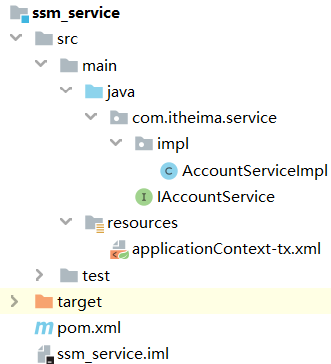 ssm_service
src
main
java
com.itheima.service
impl
C AccountServiceImpl
I IAccountService
resources
applicationContext-tx.xml
test
target
m pom.xml
ssm_service.iml